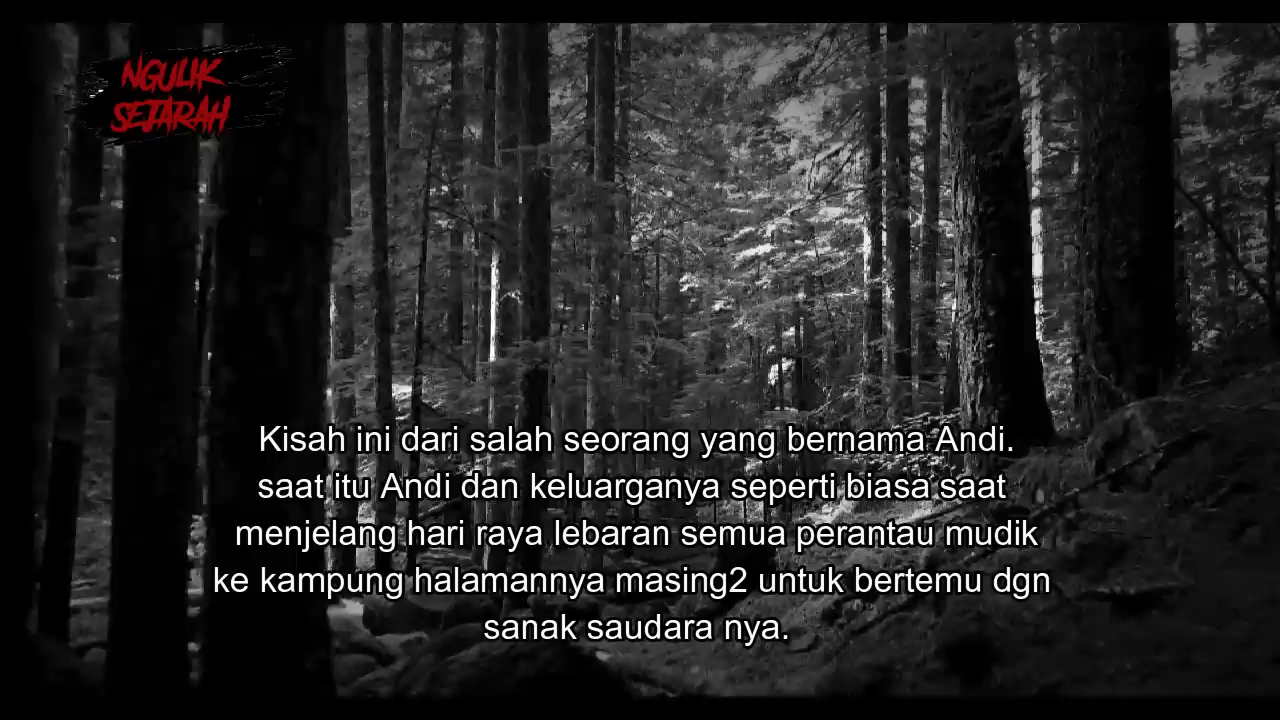 NGULIK
SEJARAH
Kisah ini dari salah seorang yang bernama Andi.
saat itu Andi dan keluarganya seperti biasa saat
menjelang hari raya lebaran semua perantau mudik
ke kampung halamannya masing2 untuk bertemu dgn
sanak saudara nya.